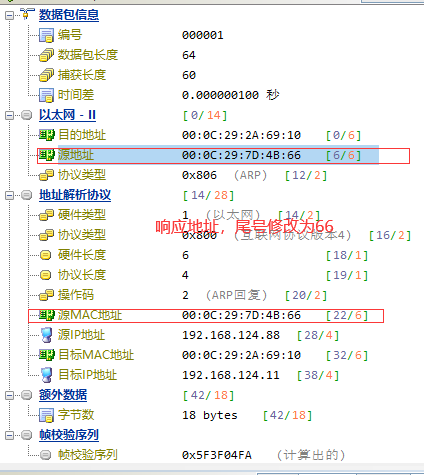 数据包信息
编号 000001
数据包长度 64
捕获长度 60
时间差 0.000000100 秒
以太网 - II [0/14]
目的地址 00:0C:29:2A:69:10 [0/6]
源地址 00:0C:29:7D:4B:66 [6/6]
协议类型 0x806 (ARP) [12/2]
地址解析协议 [14/28]
硬件类型 1 (以太网) [14/2]
响应地址，尾号修改为66
协议类型 0x800 (互联网协议版本4) [16/2]
硬件长度 6 [18/1]
协议长度 4 [19/1]
操作码 2 (ARP回复) [20/2]
源MAC地址 00:0C:29:7D:4B:66 [22/6]
源IP地址 192.168.124.88 [28/4]
目标MAC地址 00:0C:29:2A:69:10 [32/6]
目标IP地址 192.168.124.11 [38/4]
额外数据 [42/18]
字节数 18 bytes [42/18]
帧校验序列
帧校验序列 0x5F3F04FA (计算出的)